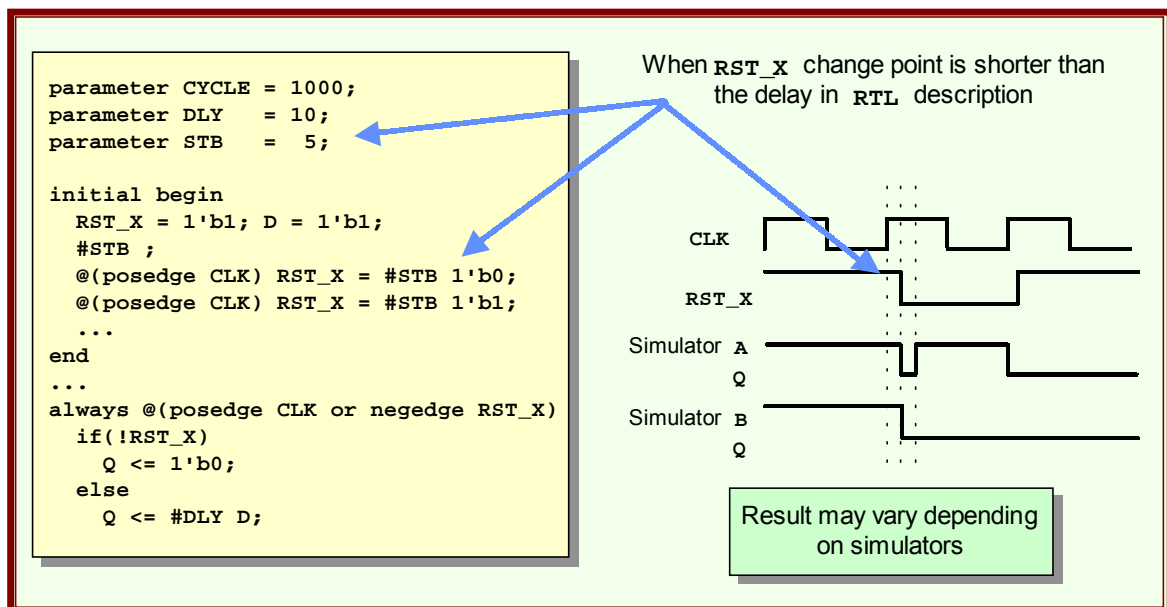 parameter CYCLE = 1000;
parameter DLY   = 10;
parameter STB   =  5;

initial begin
  RST_X = 1'b1; D = 1'b1;
  #STB ;
  @(posedge CLK) RST_X = #STB 1'b0;
  @(posedge CLK) RST_X = #STB 1'b1;
  ...
end
...
always @(posedge CLK or negedge RST_X)
  if(!RST_X)
    Q <= 1'b0;
  else
    Q <= #DLY D;
When RST_X change point is shorter than
the delay in RTL description
CLK
RST_X
Simulator A
Q
Simulator B
Q
Result may vary depending
on simulators